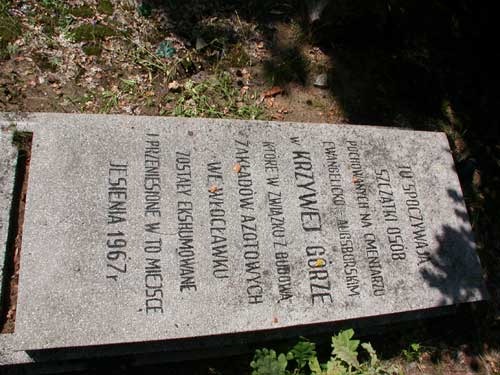 TU SPOCZYWAJĄ
SZCZĄTKI OSÓB
POCHOWANYCH NA CMENTARZU
EWANGELICKO-AUGSBURSKIM
W KRZYWEJ GÓRZE
KTÓRE W ZWIĄZKU Z BUDOWĄ
ZAKŁADÓW AZOTOWYCH
WE WŁOCŁAWKU
ZOSTAŁY EKSHUMOWANE
I PRZENIESIONE W TO MIEJSCE
JESIENIĄ 1967 r